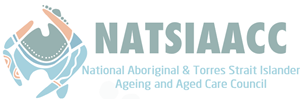 NATSIAACC
National Aboriginal & Torres Strait Islander
Ageing and Aged Care Council